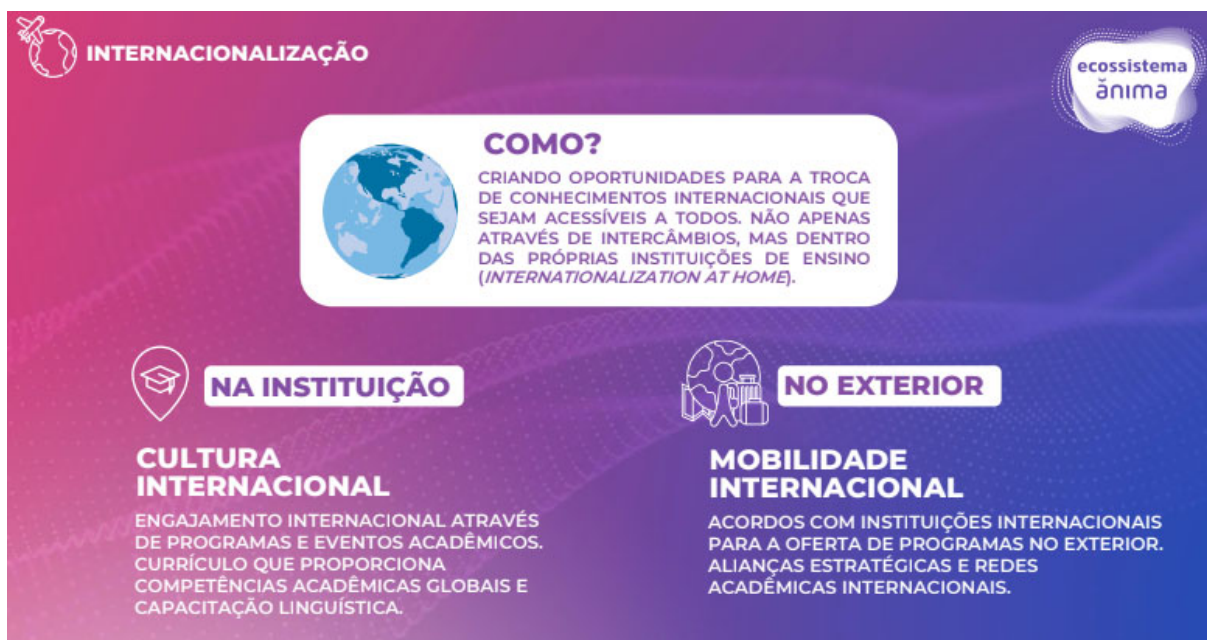 INTERNACIONALIZAÇÃO
ecossistema
ănıma
COMO?
CRIANDO OPORTUNIDADES PARA A TROCA
DE CONHECIMENTOS INTERNACIONAIS QUE
SEJAM ACESSÍVEIS A TODOS. NÃO APENAS
ATRAVÉS DE INTERCÂMBIOS, MAS DENTRO
DAS PRÓPRIAS INSTITUIÇÕES DE ENSINO
(INTERNATIONALIZATION AT HOME).
NA INSTITUIÇÃO
CULTURA
INTERNACIONAL
ENGAJAMENTO INTERNACIONAL ATRAVÉS
DE PROGRAMAS E EVENTOS ACADÊMICOS.
CURRÍCULO QUE PROPORCIONA
COMPETÊNCIAS ACADÊMICAS GLOBAIS E
CAPACITAÇÃO LINGUÍSTICA.
NO EXTERIOR
MOBILIDADE
INTERNACIONAL
ACORDOS COM INSTITUIÇÕES INTERNACIONAIS
PARA A OFERTA DE PROGRAMAS NO EXTERIOR.
ALIANÇAS ESTRATÉGICAS E REDES
ACADÊMICAS INTERNACIONAIS.